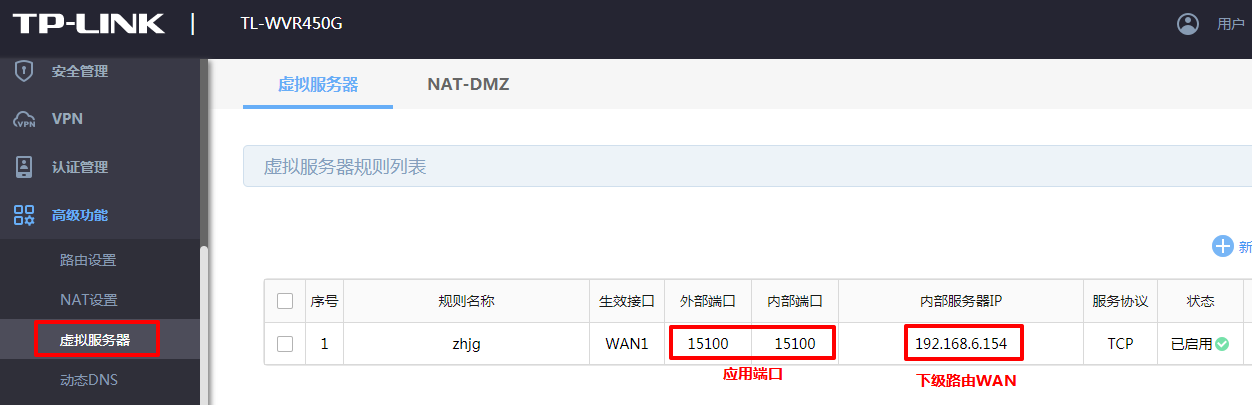 TP-LINK | TL-WVR450G 用户
安全管理
VPN
认证管理
高级功能
路由设置
NAT设置
虚拟服务器
动态DNS
虚拟服务器 NAT-DMZ
虚拟服务器规则列表
新
序号 规则名称 生效接口 外部端口 内部端口 内部服务器IP 服务协议 状态
1 zhjg WAN1 15100 15100 192.168.6.154 TCP 已启用
应用端口 下级路由WAN